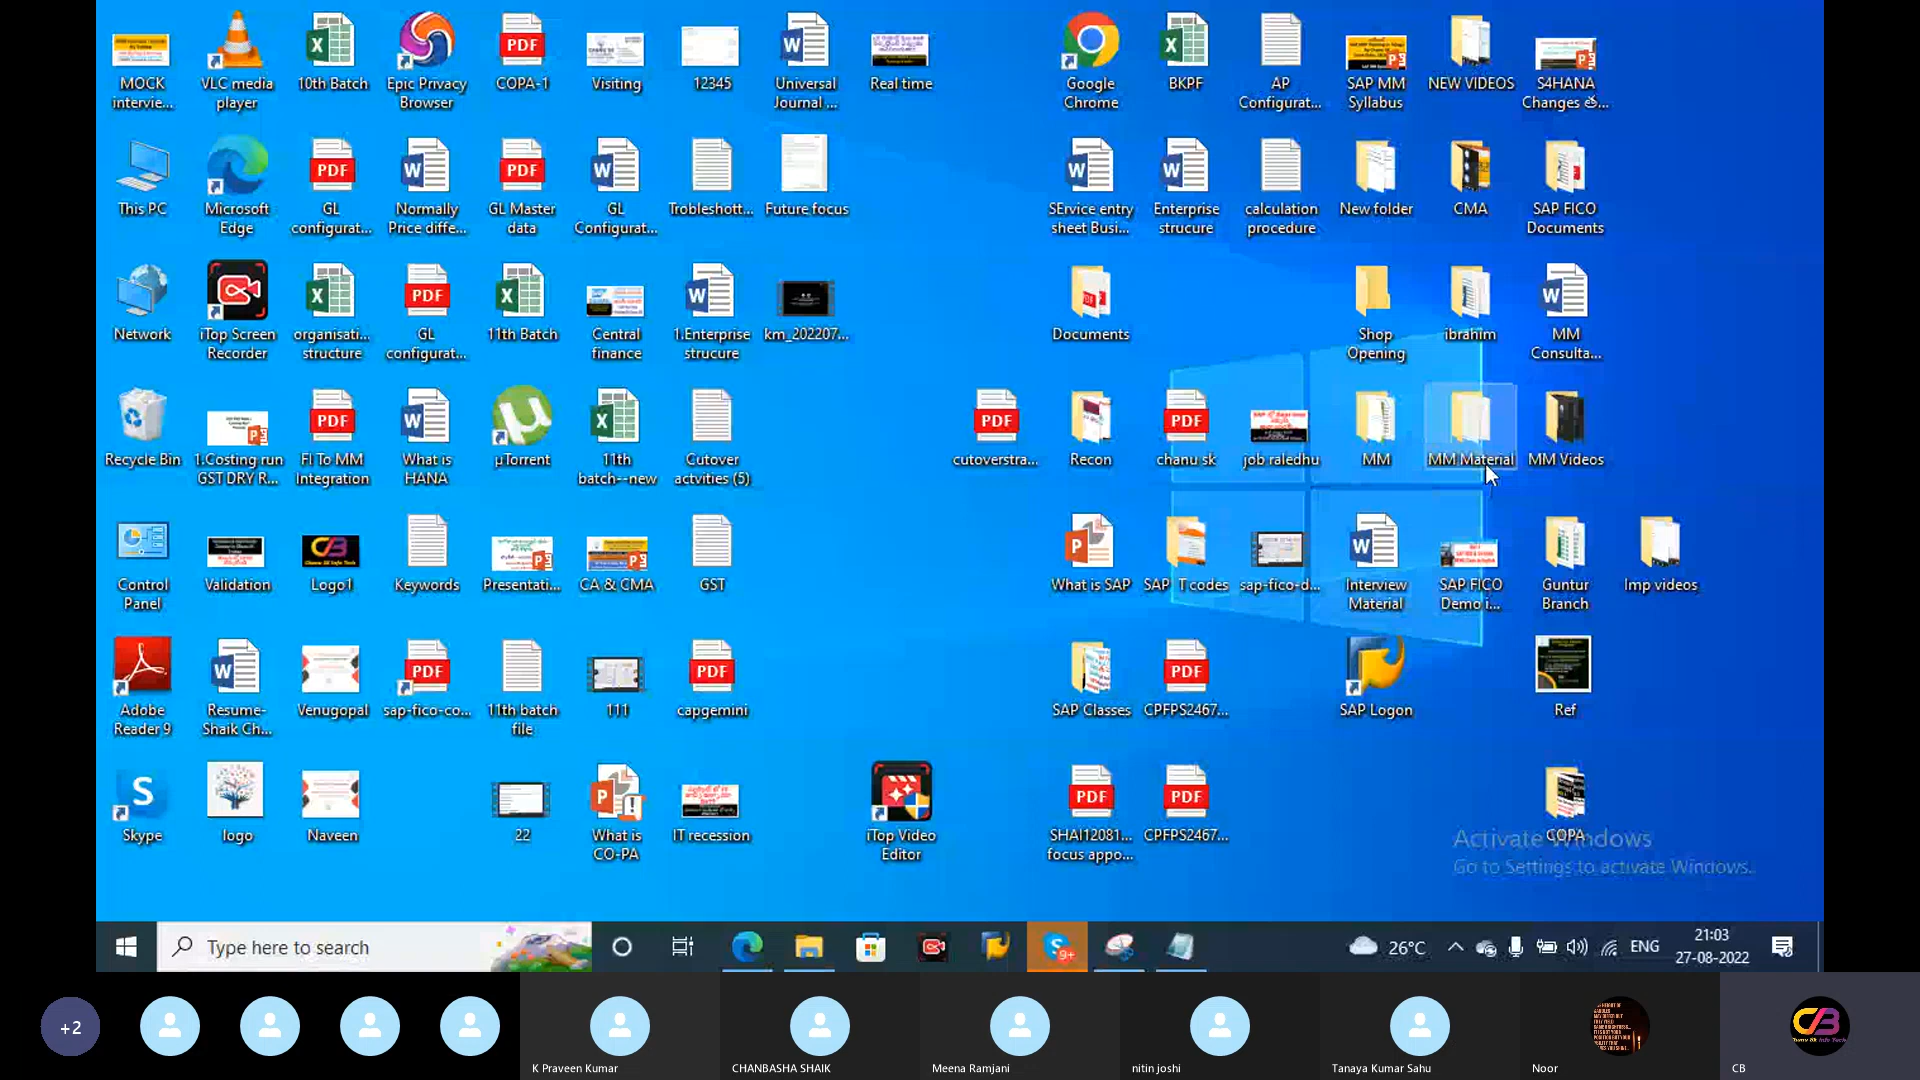 MOCK intervie...
VLC media player
10th Batch
Epic Privacy Browser
COPA-1
Visiting
12345
Universal Journal ...
Real time
Google Chrome
BKPF
AP Configurat...
SAP MM Syllabus
NEW VIDEOS
S4HANA Changes తె...
This PC
Microsoft Edge
GL configurat...
Normally Price diffe...
GL Master data
GL Configurat...
Trobleshott...
Future focus
SErvice entry sheet Busi...
Enterprise strucure
calculation procedure
New folder
CMA
SAP FICO Documents
Network
iTop Screen Recorder
organisati... structure
GL configurat...
11th Batch
Central finance
1.Enterprise strucure
km_202207...
Documents
Shop Opening
ibrahim
MM Consulta...
Recycle Bin
1.Costing run GST DRY R...
FI To MM Integration
What is HANA
µTorrent
11th batch--new
Cutover actvities (5)
cutoverstra...
Recon
chanu sk
job raledhu
MM
MM Material
MM Videos
Control Panel
Validation
Logo1
Keywords
Presentati...
CA & CMA
GST
What is SAP
SAP T codes
sap-fico-d...
Interview Material
SAP FICO Demo i...
Guntur Branch
Imp videos
Adobe Reader 9
Resume-Shaik Ch...
Venugopal
sap-fico-co...
11th batch file
111
capgemini
SAP Classes
CPFPS2467...
SAP Logon
Ref
Skype
logo
Naveen
22
What is CO-PA
IT recession
iTop Video Editor
SHAI12081... focus appo...
CPFPS2467...
COPA
Activate Windows
Go to Settings to activate Windows.
Type here to search
9+
26°C
ENG
21:03
27-08-2022
+2
K Praveen Kumar
CHANBASHA SHAIK
Meena Ramjani
nitin joshi
Tanaya Kumar Sahu
Noor
CB